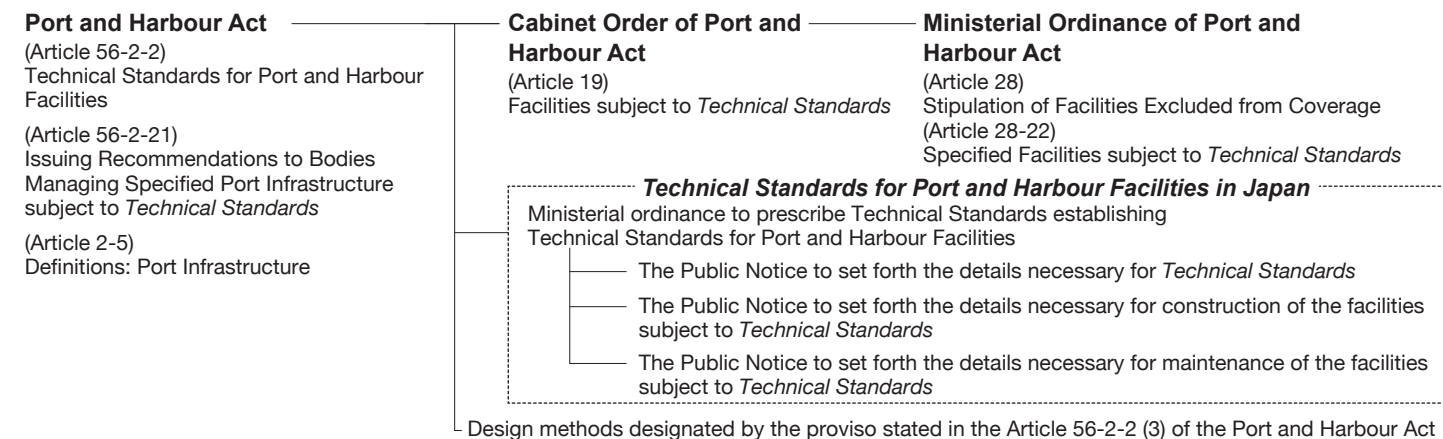 Port and Harbour Act
(Article 56-2-2)
Technical Standards for Port and Harbour
Facilities
(Article 56-2-21)
Issuing Recommendations to Bodies
Managing Specified Port Infrastructure
subject to Technical Standards
(Article 2-5)
Definitions: Port Infrastructure
Cabinet Order of Port and
Harbour Act
(Article 19)
Facilities subject to Technical Standards
Ministerial Ordinance of Port and
Harbour Act
(Article 28)
Stipulation of Facilities Excluded from Coverage
(Article 28-22)
Specified Facilities subject to Technical Standards
Technical Standards for Port and Harbour Facilities in Japan
Ministerial ordinance to prescribe Technical Standards establishing
Technical Standards for Port and Harbour Facilities
The Public Notice to set forth the details necessary for Technical Standards
The Public Notice to set forth the details necessary for construction of the facilities
subject to Technical Standards
The Public Notice to set forth the details necessary for maintenance of the facilities
subject to Technical Standards
Design methods designated by the proviso stated in the Article 56-2-2 (3) of the Port and Harbour Act